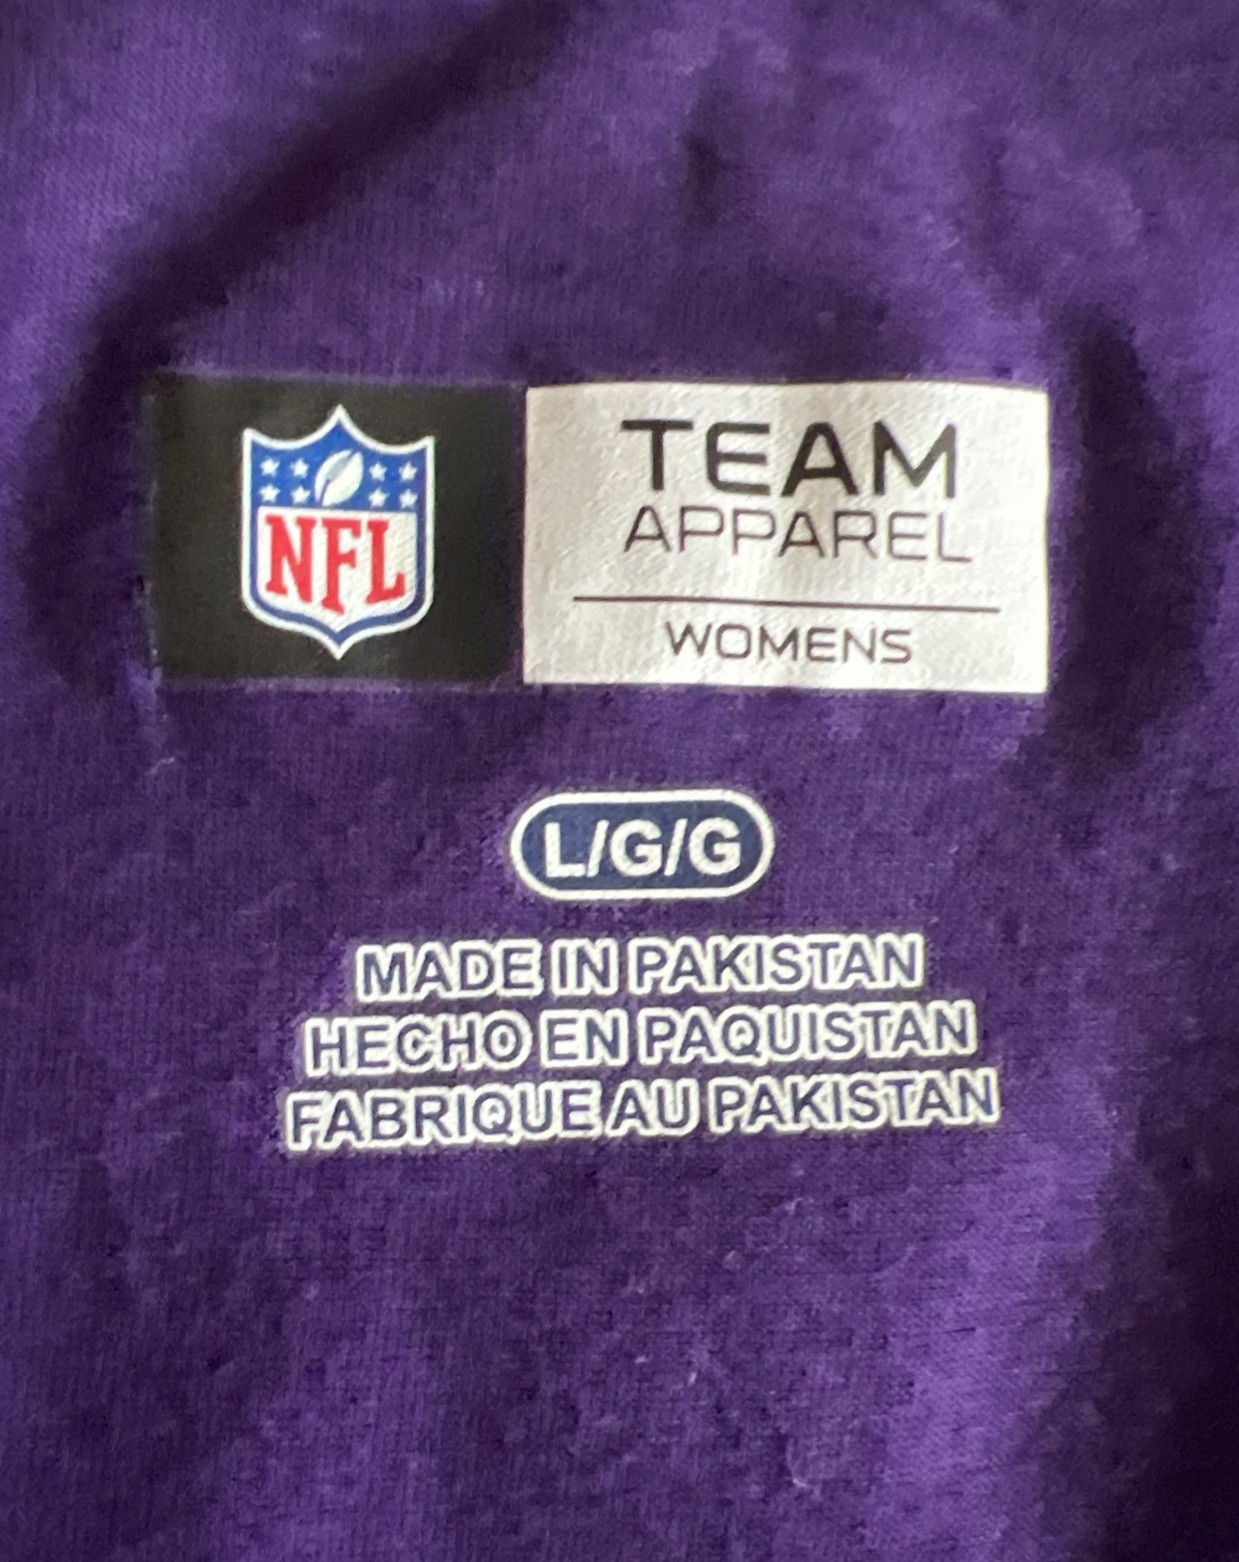 NFL
TEAM
APPAREL
WOMENS
L/G/G
MADE IN PAKISTAN
HECHO EN PAQUISTAN
FABRIQUE AU PAKISTAN